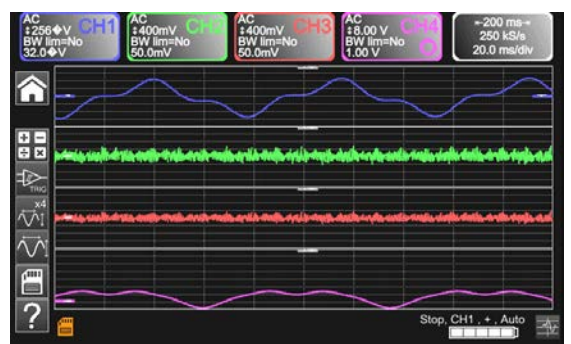 AC
CH1
↕256�V
BW lim=No
32.0�V
AC
CH2
↕400mV
BW lim=No
50.0mV
AC
CH3
↕400mV
BW lim=No
50.0mV
AC
CH4
↕8.00 V
BW lim=No
1.00 V
⇤200 ms⇥
250 kS/s
20.0 ms/div
TRIG
x4
?
Stop, CH1 , + , Auto